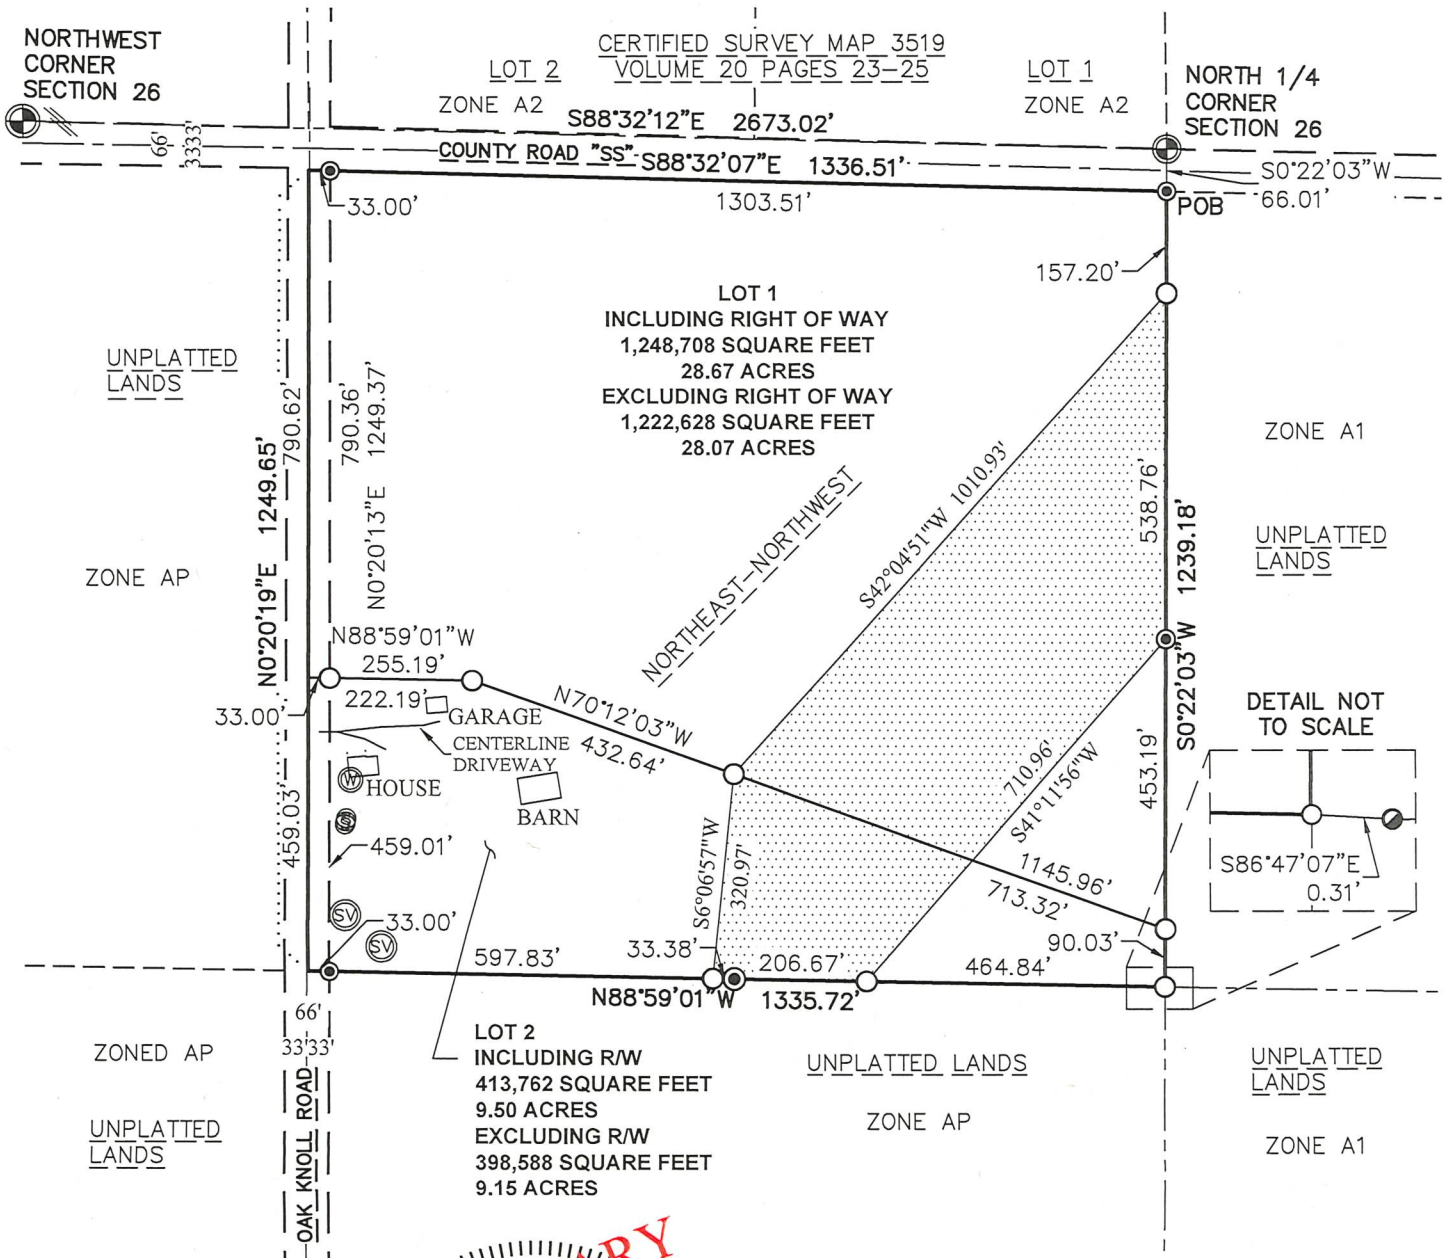 NORTHWEST
CORNER
SECTION 26
CERTIFIED SURVEY MAP 3519
VOLUME 20 PAGES 23-25
LOT 2
ZONE A2
LOT 1
ZONE A2
NORTH 1/4
CORNER
SECTION 26
S88°32'12"E 2673.02'
66'
33'33'
COUNTY ROAD "SS"
S88°32'07"E 1336.51'
S0°22'03"W
66.01'
33.00'
1303.51'
POB
157.20'
LOT 1
INCLUDING RIGHT OF WAY
1,248,708 SQUARE FEET
28.67 ACRES
EXCLUDING RIGHT OF WAY
1,222,628 SQUARE FEET
28.07 ACRES
UNPLATTED
LANDS
790.62'
790.36'
N0°20'13"E 1249.37'
N0°20'19"E 1249.65'
ZONE AP
ZONE A1
UNPLATTED
LANDS
NORTHEAST-NORTHWEST
S42°04'51"W 1010.93'
538.76'
S0°22'03"W 1239.18'
N88°59'01"W
255.19'
222.19'
33.00'
GARAGE
CENTERLINE
DRIVEWAY
W
HOUSE
BARN
S
N70°12'03"W
432.64'
710.96'
S41°11'56"W
453.19'
DETAIL NOT
TO SCALE
S86°47'07"E
0.31'
459.03'
459.01'
S6°06'57"W
320.97'
1145.96'
713.32'
SV
SV
33.00'
597.83'
33.38'
206.67'
464.84'
90.03'
N88°59'01"W 1335.72'
66'
33'33'
OAK KNOLL ROAD
ZONED AP
UNPLATTED
LANDS
LOT 2
INCLUDING R/W
413,762 SQUARE FEET
9.50 ACRES
EXCLUDING R/W
398,588 SQUARE FEET
9.15 ACRES
UNPLATTED LANDS
ZONE AP
UNPLATTED
LANDS
ZONE A1
RY